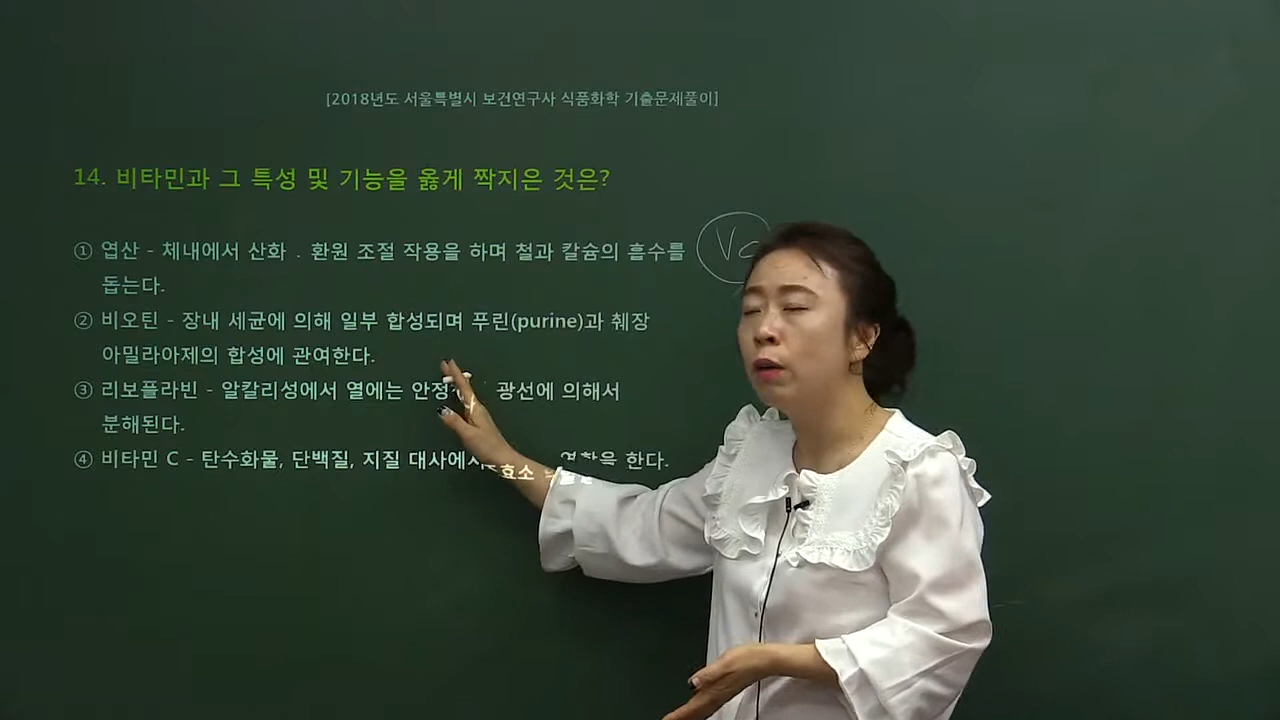 [2018년도 서울특별시 보건연구사 식품화학 기출문제풀이]
14. 비타민과 그 특성 및 기능을 옳게 짝지은 것은?
① 엽산 - 체내에서 산화 . 환원 조절 작용을 하며 철과 칼슘의 흡수를
돕는다.
② 비오틴 - 장내 세균에 의해 일부 합성되며 푸린(purine)과 췌장
아밀라아제의 합성에 관여한다.
③ 리보플라빈 - 알칼리성에서 열에는 광선에 의해서
분해된다.
④ 비타민 C - 탄수화물, 단백질, 지질 대사에서 조효소 역할을 한다.